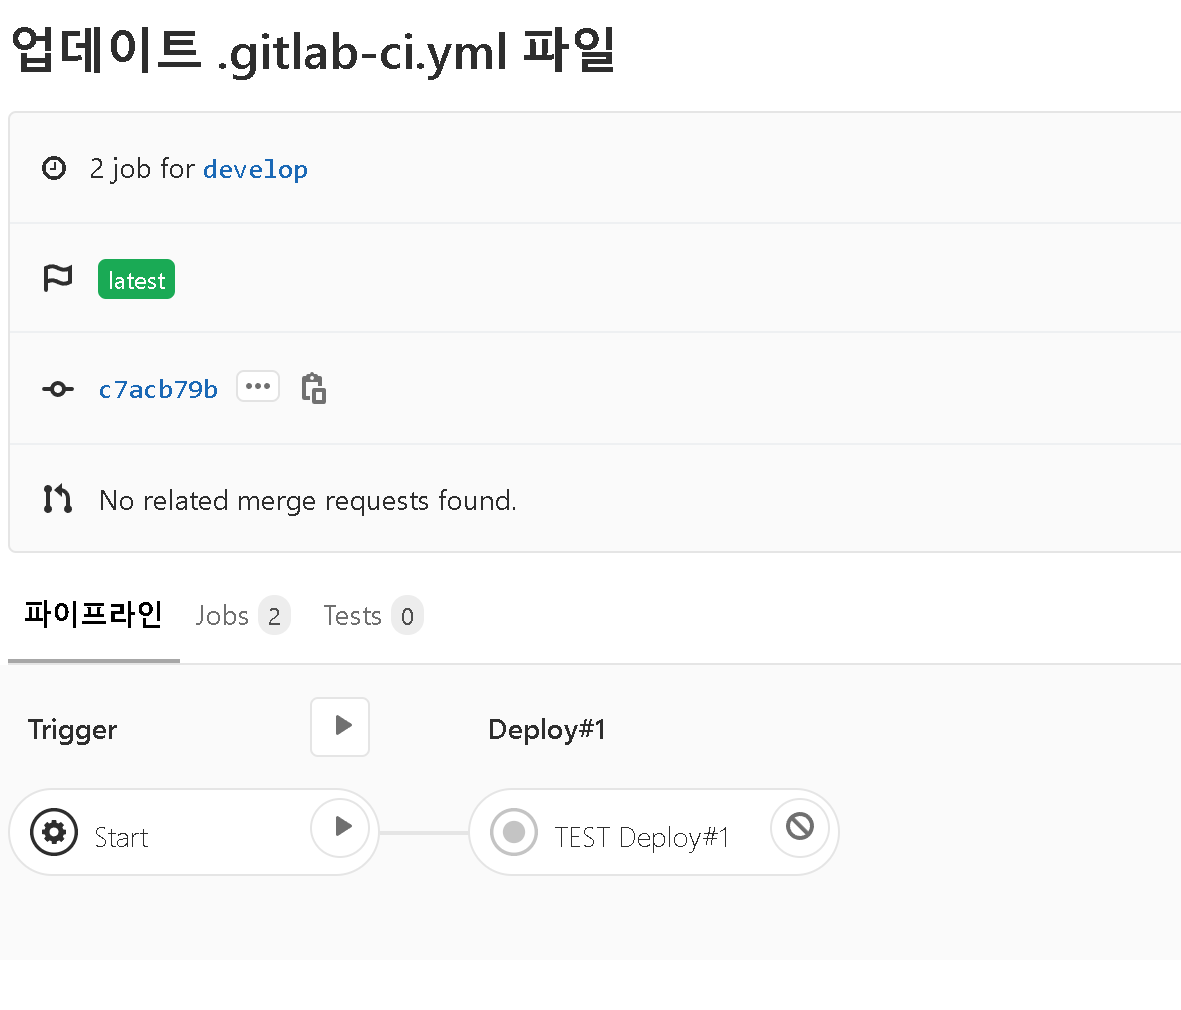 업데이트 .gitlab-ci.yml 파일
2 job for develop
latest
c7acb79b
No related merge requests found.
파이프라인 Jobs 2 Tests 0
Trigger Deploy#1
Start TEST Deploy#1